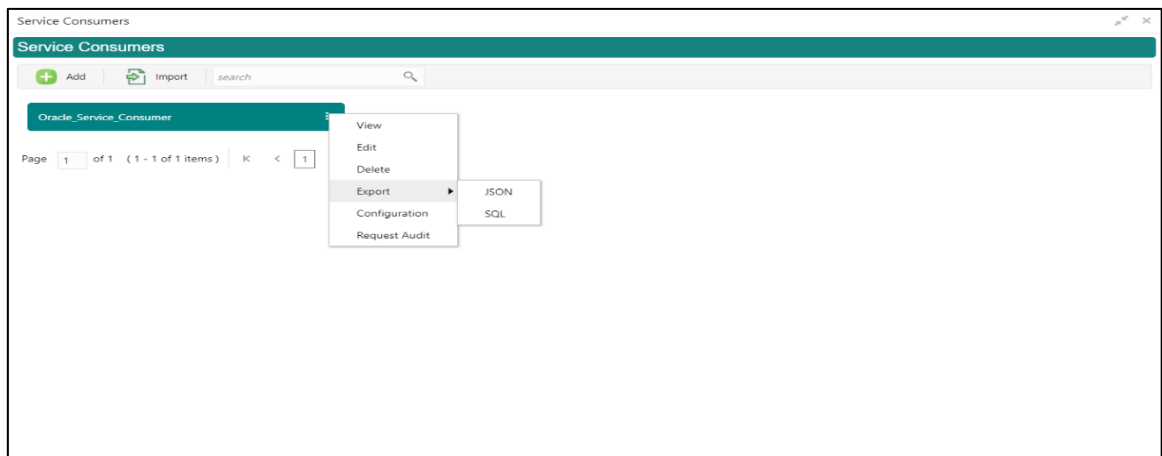 Service Consumers
Service Consumers
Add Import search
Oracle_Service_Consumer
Page 1 of 1 (1 - 1 of 1 items) K < 1
View
Edit
Delete
Export JSON
Configuration SQL
Request Audit